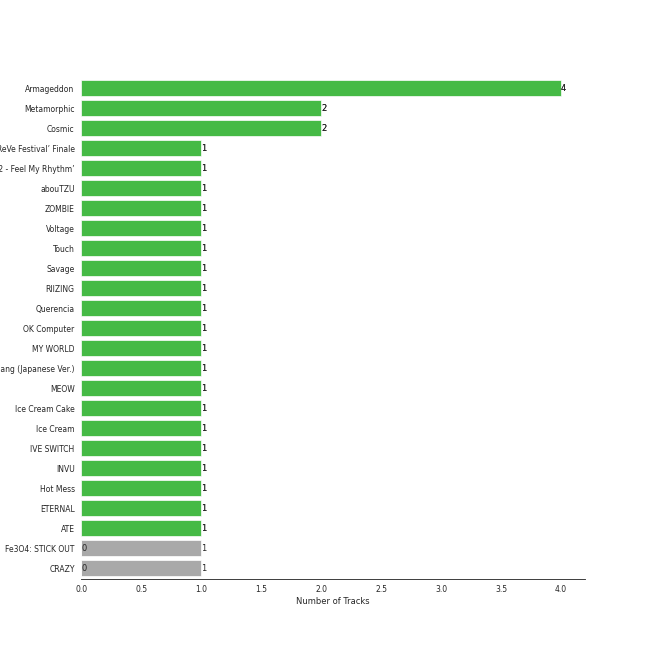 Armageddon 4
Metamorphic 2
Cosmic 2
ReVe Festival’ Finale 1
2 - Feel My Rhythm’ 1
abouTZU 1
ZOMBIE 1
Voltage 1
Touch 1
Savage 1
RIIZING 1
Querencia 1
OK Computer 1
MY WORLD 1
ang (Japanese Ver.) 1
MEOW 1
Ice Cream Cake 1
Ice Cream 1
IVE SWITCH 1
INVU 1
Hot Mess 1
ETERNAL 1
ATE 1
Fe3O4: STICK OUT 0 1
CRAZY 0 1
0.0 0.5 1.0 1.5 2.0 2.5 3.0 3.5 4.0
Number of Tracks